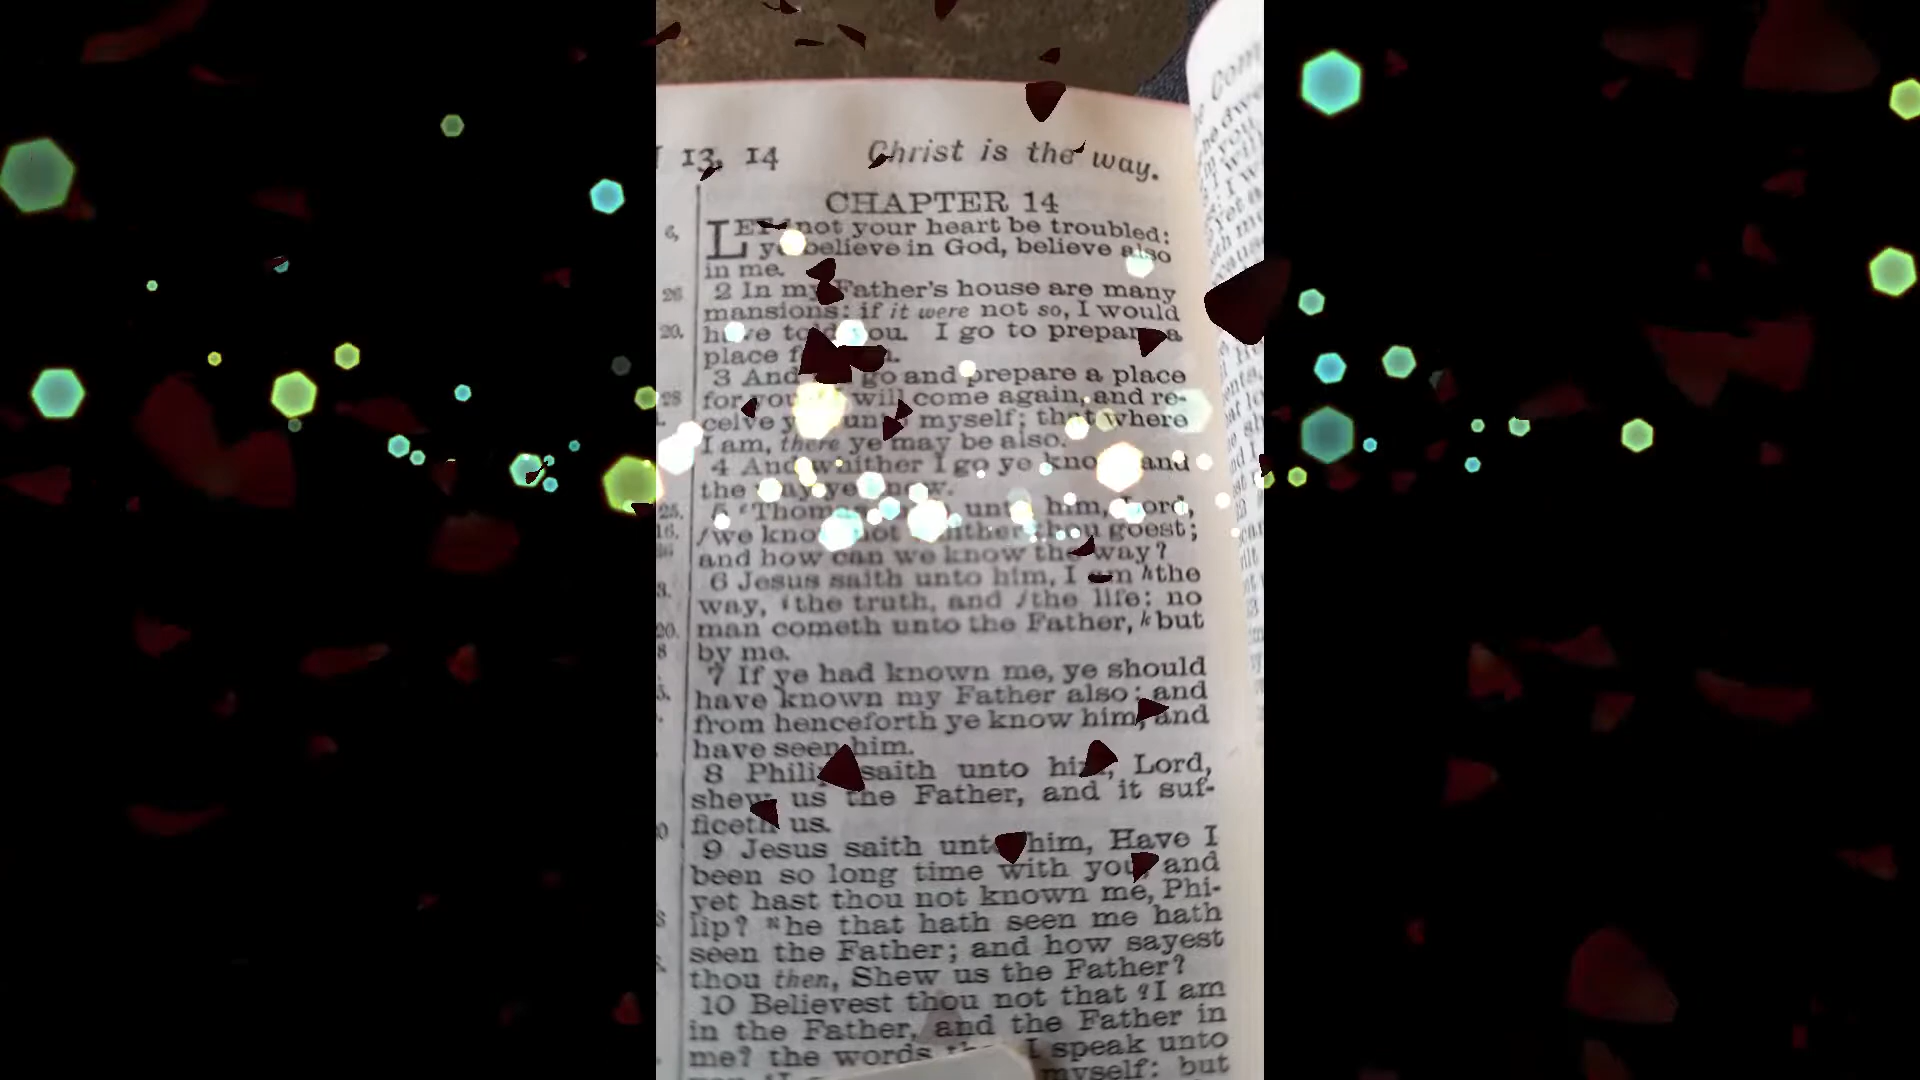 13, 14 Christ is the way.
CHAPTER 14
LET not your heart be troubled:
ye believe in God, believe also
in me.
2 In my Father's house are many
mansions: if it were not so, I would
have told you. I go to prepare a
place
3 And go and prepare a place
for you will come again, and re-
ceive myself; that where
I am, there ye may be also.
4 And whither I go ye know and
the way ye know.
5 Thomas unto him, Lord,
we know not whither thou goest;
and how can we know the way?
6 Jesus saith unto him, I am h the
way, i the truth, and j the life: no
man cometh unto the Father, k but
by me.
7 If ye had known me, ye should
have known my Father also: and
from henceforth ye know him, and
have seen him.
8 Philip saith unto him, Lord,
shew us the Father, and it suf-
ficeth us.
9 Jesus saith unto him, Have I
been so long time with you, and
yet hast thou not known me, Phi-
lip? n he that hath seen me hath
seen the Father; and how sayest
thou then, Shew us the Father?
10 Believest thou not that I am
in the Father, and the Father in
me? the words that I speak unto
myself: but